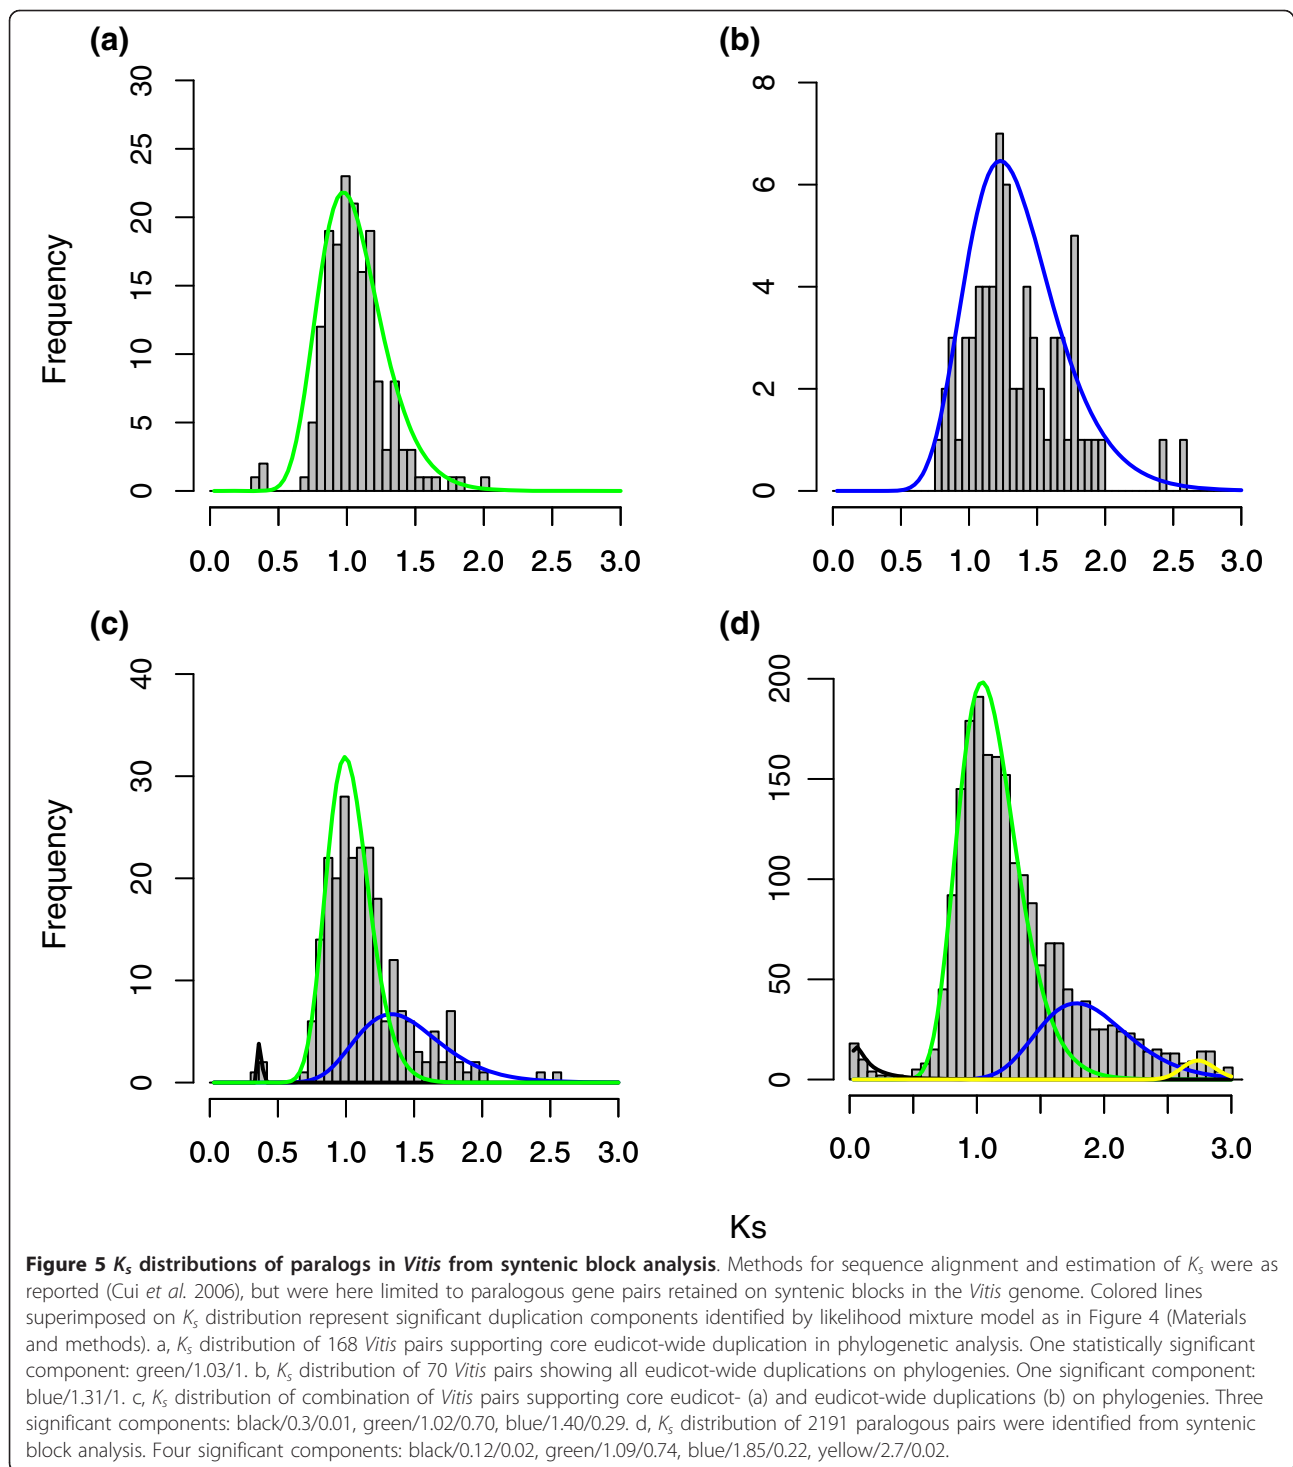 (a)
30
25
20
15
10
5
0
Frequency
0.0 0.5 1.0 1.5 2.0 2.5 3.0
(b)
8
6
4
2
0
0.0 0.5 1.0 1.5 2.0 2.5 3.0
(c)
40
30
20
10
0
Frequency
0.0 0.5 1.0 1.5 2.0 2.5 3.0
(d)
200
150
100
50
0
0.0 1.0 2.0 3.0
Ks
Figure 5 Ks distributions of paralogs in Vitis from syntenic block analysis. Methods for sequence alignment and estimation of Ks were as
reported (Cui et al. 2006), but were here limited to paralogous gene pairs retained on syntenic blocks in the Vitis genome. Colored lines
superimposed on Ks distribution represent significant duplication components identified by likelihood mixture model as in Figure 4 (Materials
and methods). a, Ks distribution of 168 Vitis pairs supporting core eudicot-wide duplication in phylogenetic analysis. One statistically significant
component: green/1.03/1. b, Ks distribution of 70 Vitis pairs showing all eudicot-wide duplications on phylogenies. One significant component:
blue/1.31/1. c, Ks distribution of combination of Vitis pairs supporting core eudicot- (a) and eudicot-wide duplications (b) on phylogenies. Three
significant components: black/0.3/0.01, green/1.02/0.70, blue/1.40/0.29. d, Ks distribution of 2191 paralogous pairs were identified from syntenic
block analysis. Four significant components: black/0.12/0.02, green/1.09/0.74, blue/1.85/0.22, yellow/2.7/0.02.